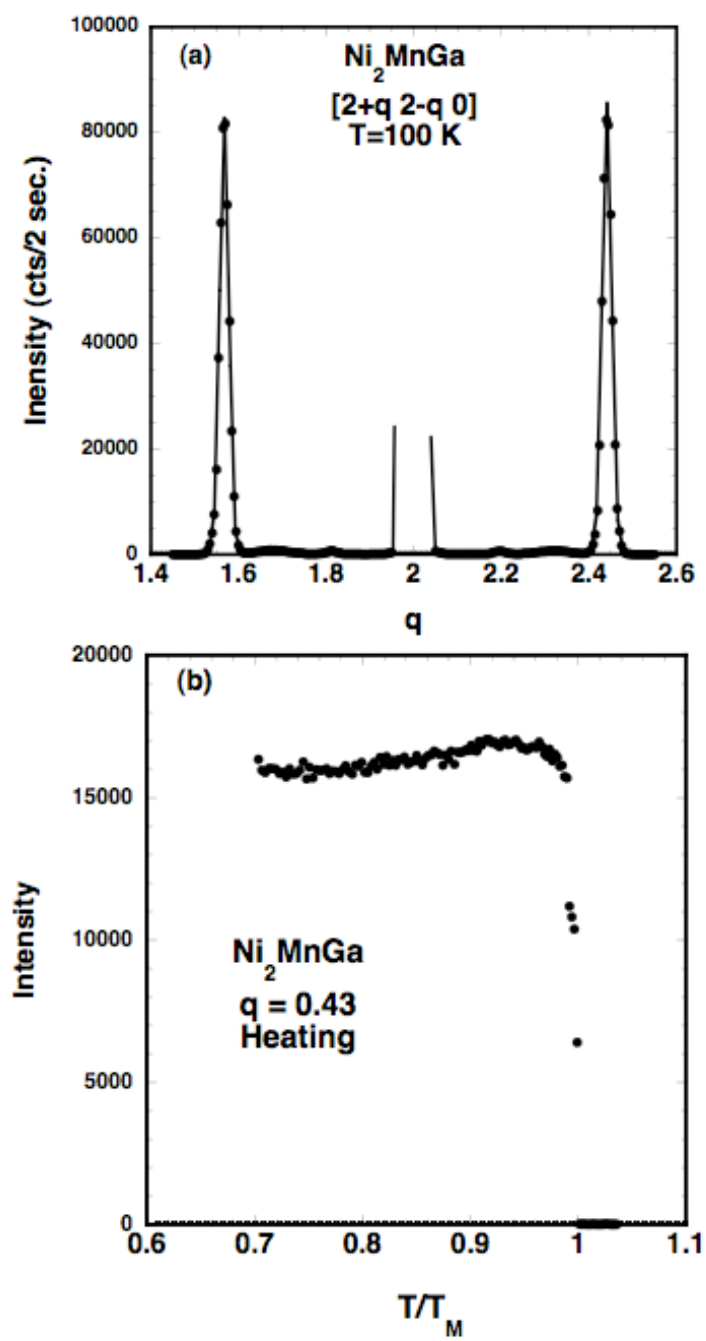 100000
(a)
Ni2MnGa
[2+q 2-q 0]
T=100 K
80000
60000
40000
20000
0
Inensity (cts/2 sec.)
1.4 1.6 1.8 2 2.2 2.4 2.6
q
20000
(b)
15000
10000
5000
0
Intensity
Ni2MnGa
q = 0.43
Heating
0.6 0.7 0.8 0.9 1 1.1
T/TM